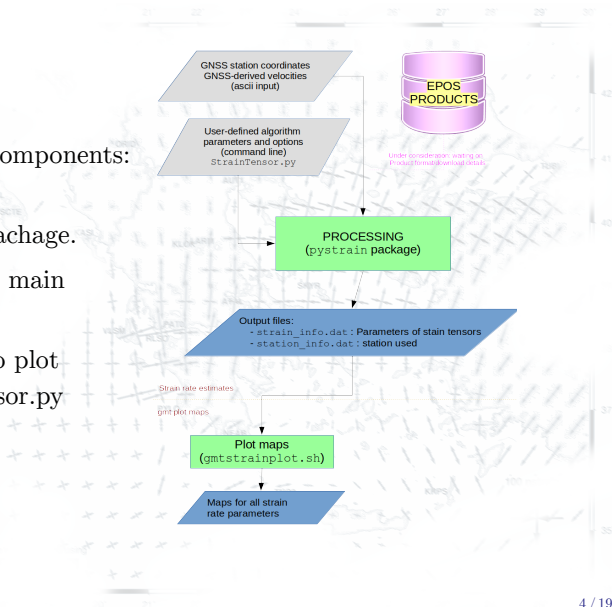 GNSS station coordinates
GNSS-derived velocities
(ascii input)
EPOS
PRODUCTS
User-defined algorithm
parameters and options
(command line)
StrainTensor.py
Under consideration: waiting on
Product format/download details
omponents:
achage.
main
o plot
sor.py
PROCESSING
(pystrain package)
Output files:
- strain_info.dat : Parameters of stain tensors
- station_info.dat : station used
Strain rate estimates
gmt plot maps
Plot maps
(gmtstrainplot.sh)
Maps for all strain
rate parameters
4 / 19